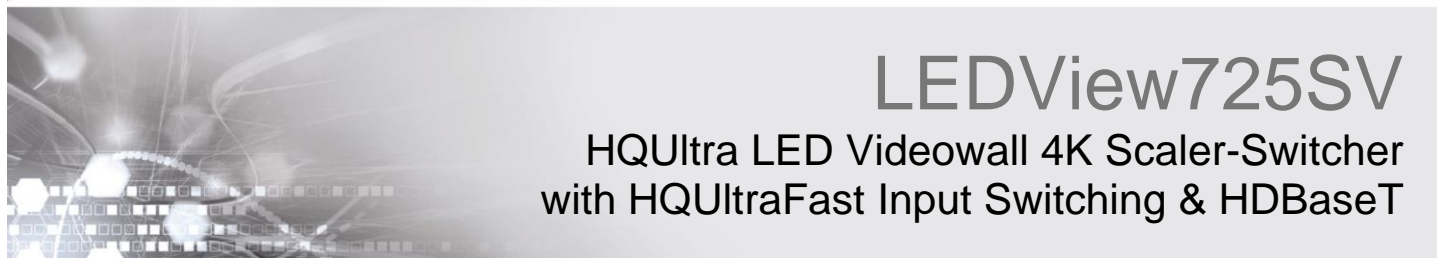 LEDView725SV
HQUltra LED Videowall 4K Scaler-Switcher
with HQUltraFast Input Switching & HDBaseT